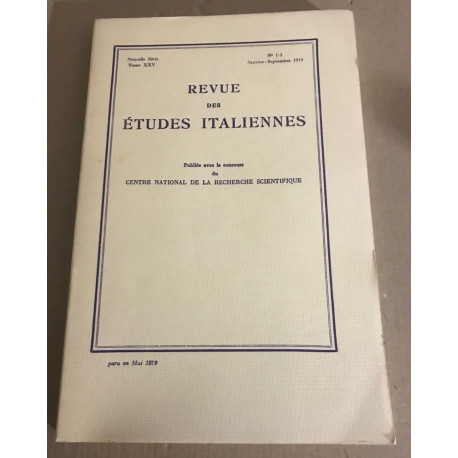 Nouvelle Série
Tome XXV
Nº 1-3
Janvier-Septembre 1979
REVUE
DES
ÉTUDES ITALIENNES
Publiée avec le concours
du
CENTRE NATIONAL DE LA RECHERCHE SCIENTIFIQUE
paru en Mai 1979